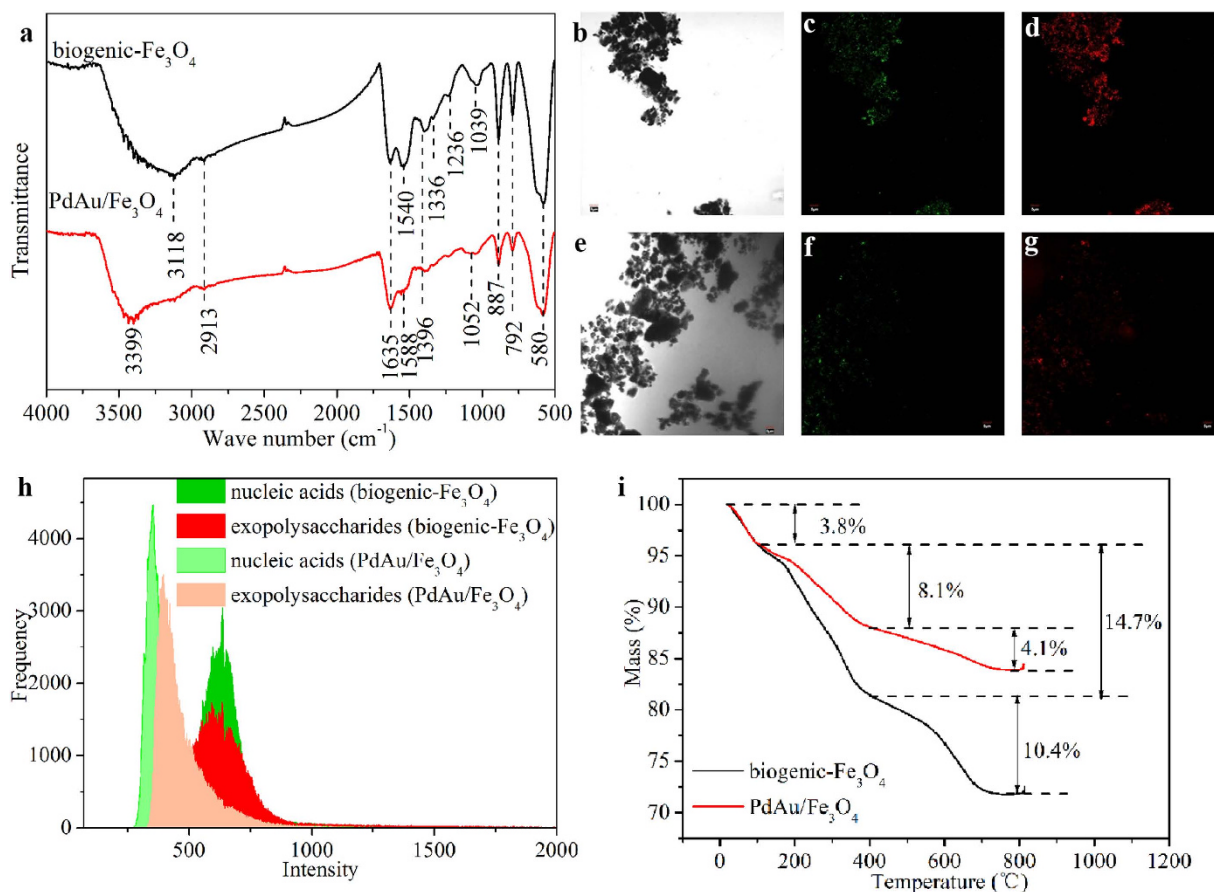 a
biogenic-Fe3O4
PdAu/Fe3O4
3118
3399
2913
1635
1540
1588
1396
1336
1236
1039
1052
887
792
580
Transmittance
4000 3500 3000 2500 2000 1500 1000 500
Wave number (cm-1)
b
c
d
e
f
g
h
nucleic acids (biogenic-Fe3O4)
exopolysaccharides (biogenic-Fe3O4)
nucleic acids (PdAu/Fe3O4)
exopolysaccharides (PdAu/Fe3O4)
Frequency
4000
3000
2000
1000
0
500 1000 1500 2000
Intensity
i
100
95
90
85
80
75
70
Mass (%)
3.8%
8.1%
14.7%
4.1%
10.4%
biogenic-Fe3O4
PdAu/Fe3O4
0 200 400 600 800 1000 1200
Temperature (℃)